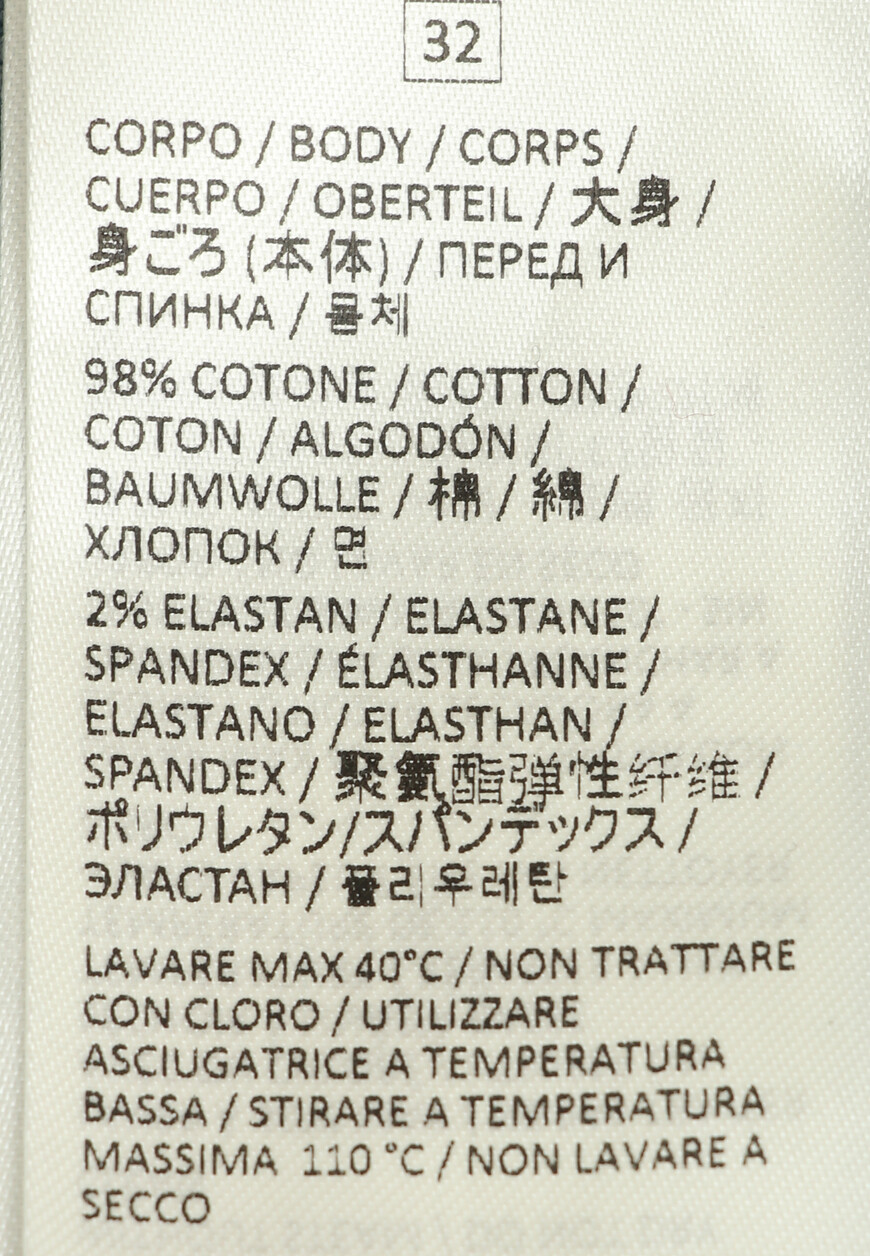 32
CORPO / BODY / CORPS /
CUERPO / OBERTEIL / 大身 /
身ごろ (本体) / ПЕРЕД И
СПИНКА / 몸체
98% COTONE / COTTON /
COTON / ALGODÓN /
BAUMWOLLE / 棉 / 綿 /
ХЛОПОК / 면
2% ELASTAN / ELASTANE /
SPANDEX / ÉLASTHANNE /
ELASTANO / ELASTHAN /
SPANDEX / 聚氨酯弹性纤维 /
ポリウレタン/スパンデックス /
ЭЛАСТАН / 폴리우레탄
LAVARE MAX 40°C / NON TRATTARE
CON CLORO / UTILIZZARE
ASCIUGATRICE A TEMPERATURA
BASSA / STIRARE A TEMPERATURA
MASSIMA 110 °C / NON LAVARE A
SECCO